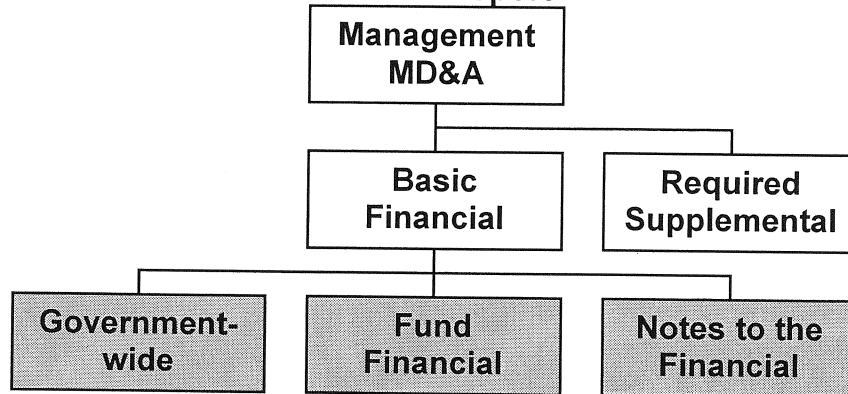 Management
MD&A
Basic
Financial
Required
Supplemental
Government-
wide
Fund
Financial
Notes to the
Financial